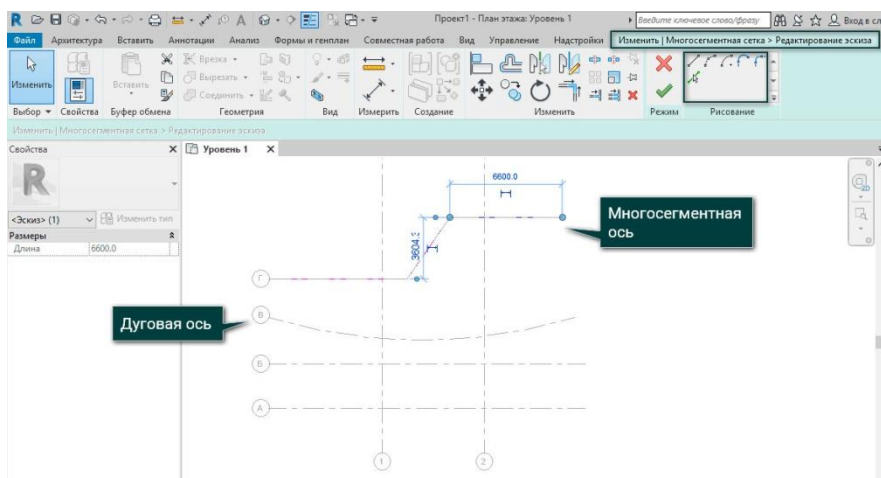 Проект1 - План этажа: Уровень 1
Введите ключевое слово/фразу
Вход в сл
Файл Архитектура Вставить Аннотации Анализ Формы и генплан Совместная работа Вид Управление Надстройки Изменить | Многосегментная сетка > Редактирование эскиза
Изменить
Вставить
Врезка
Вырезать
Соединить
Выбор Свойства Буфер обмена Геометрия Вид Измерить Создание Изменить Режим Рисование
Изменить | Многосегментная сетка > Редактирование эскиза
Свойства
Уровень 1
R
<Эскиз> (1)
Изменить тип
Размеры
Длина 6600.0
6600.0
Многосегментная
ось
3604.
Г
В
Дуговая ось
Б
А
1
2
2D